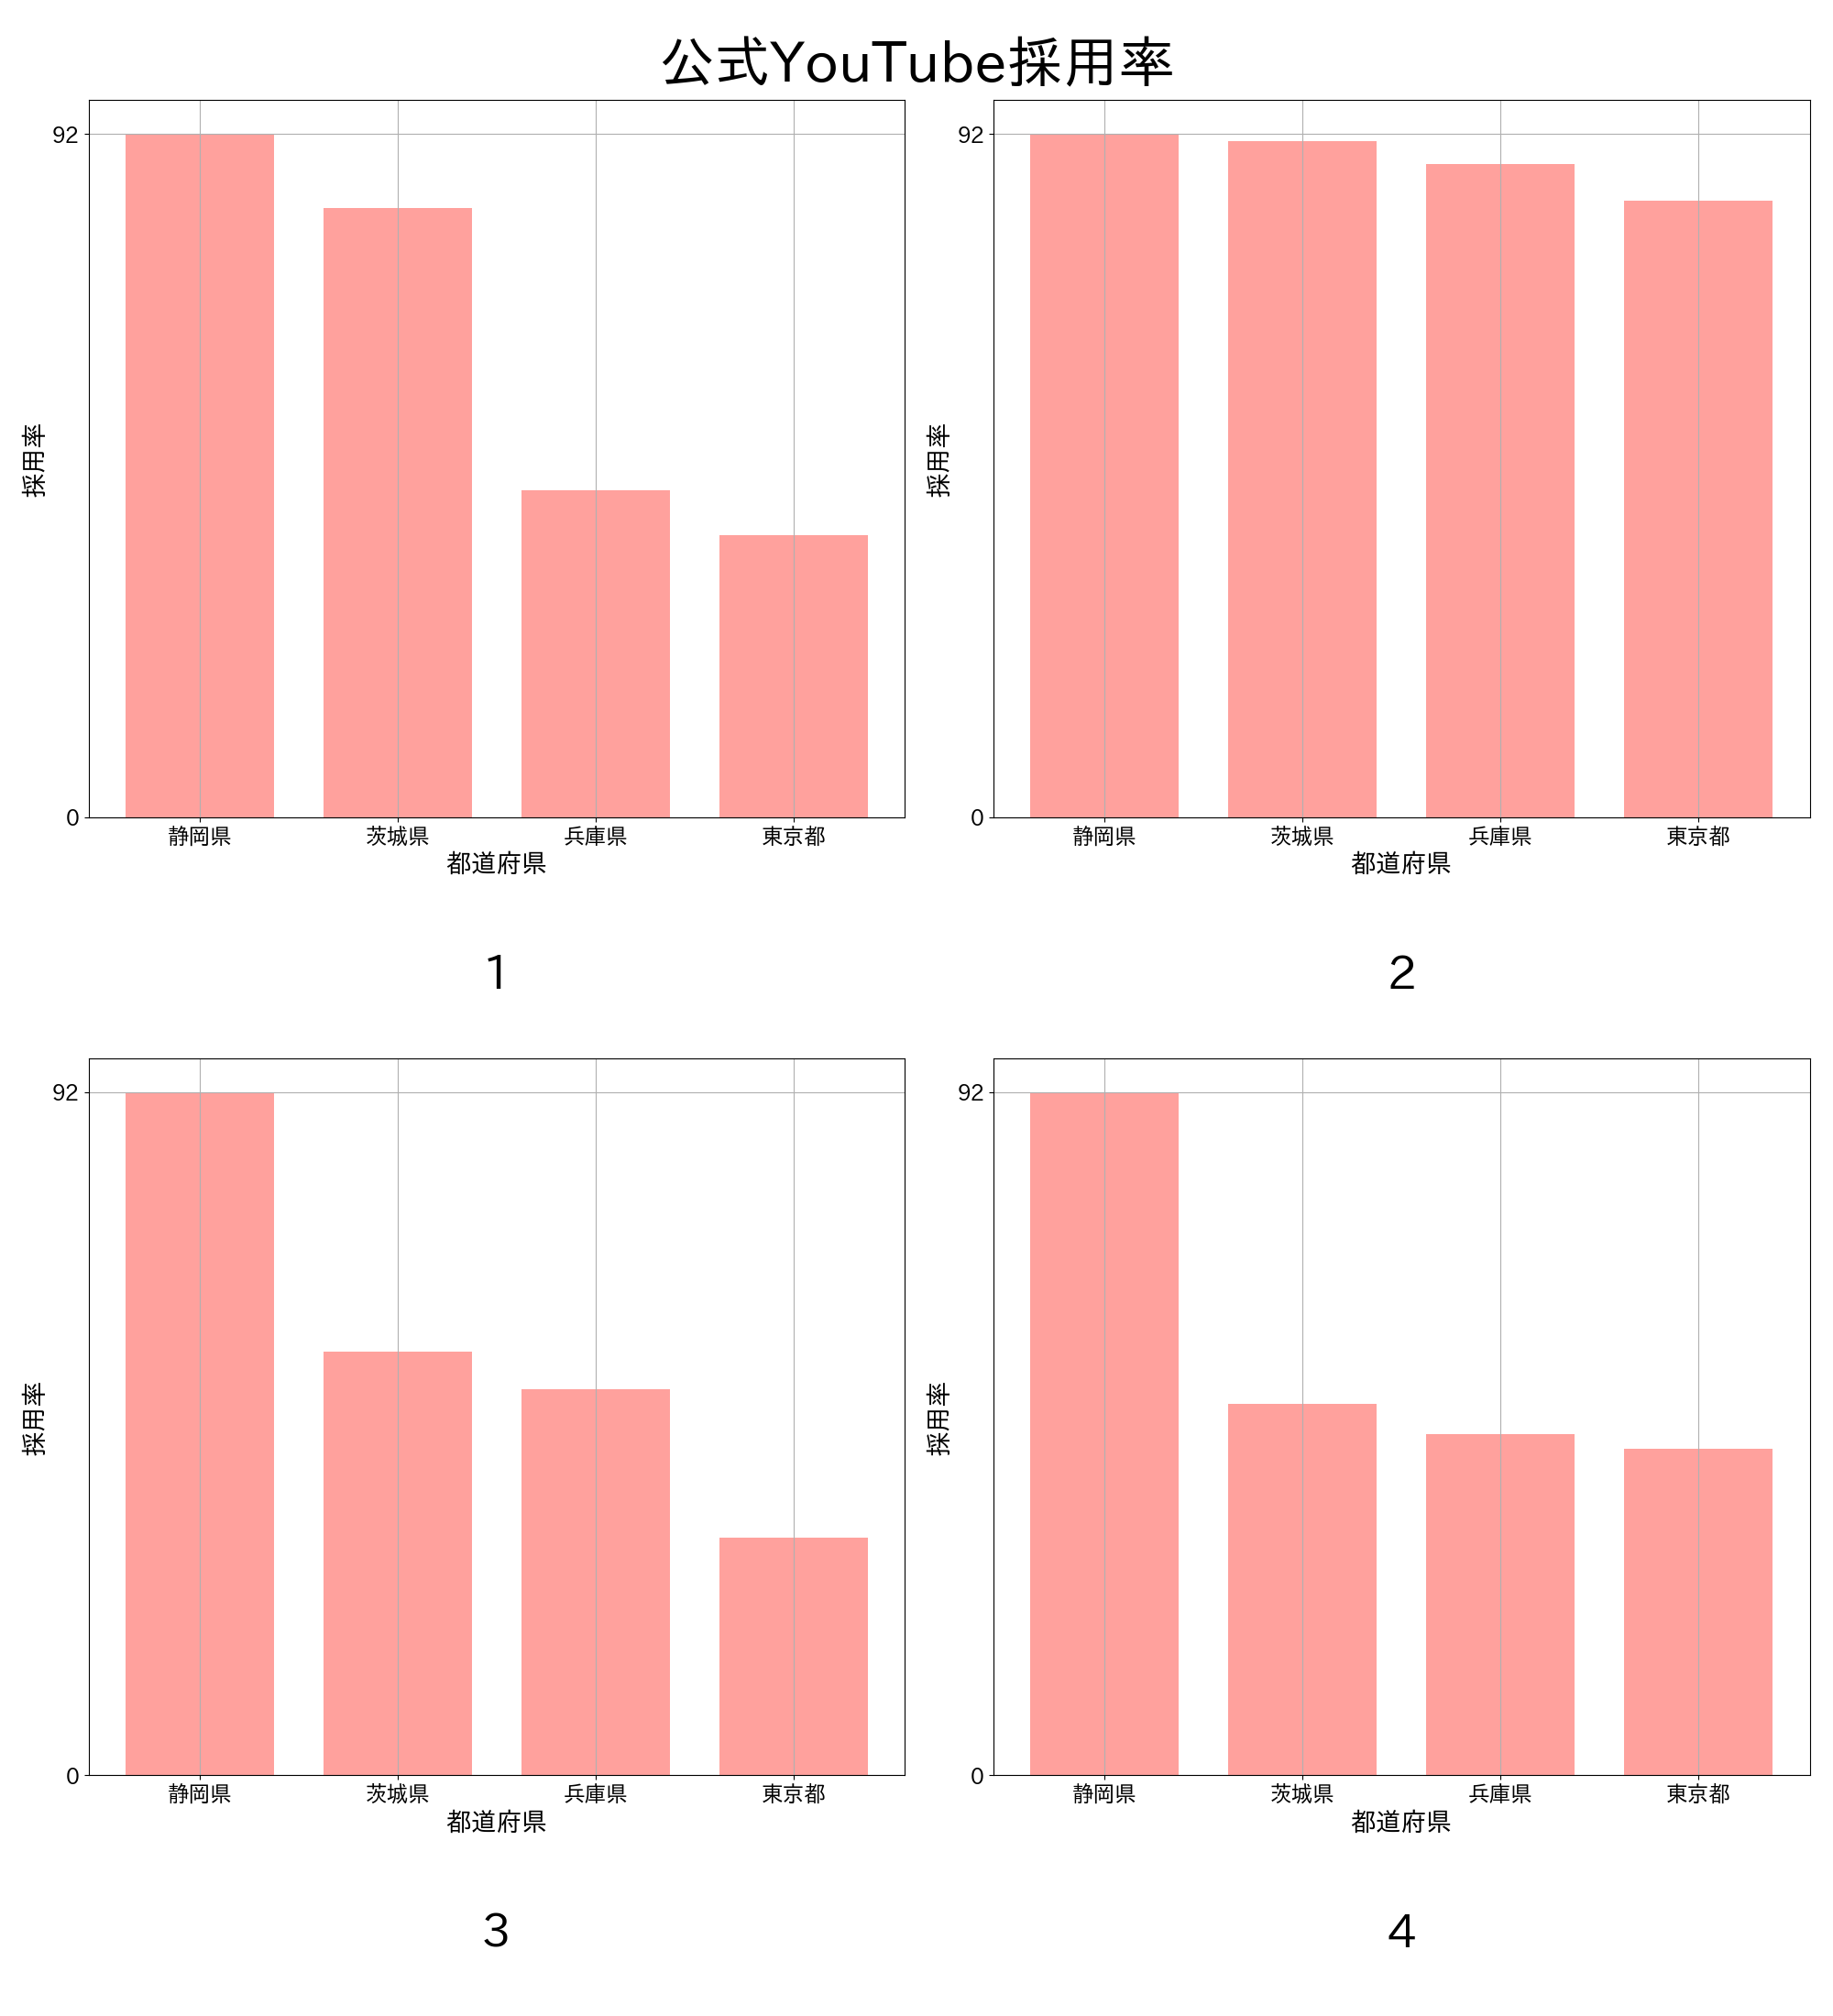 公式YouTube採用率
92
0
採用率
静岡県 茨城県 兵庫県 東京都
都道府県
1
92
0
採用率
静岡県 茨城県 兵庫県 東京都
都道府県
2
92
0
採用率
静岡県 茨城県 兵庫県 東京都
都道府県
3
92
0
採用率
静岡県 茨城県 兵庫県 東京都
都道府県
4